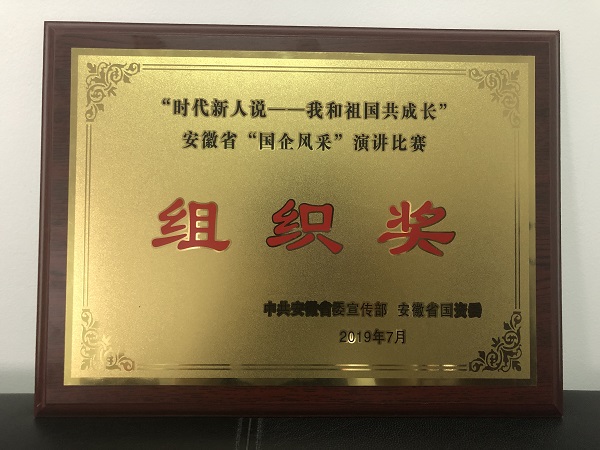 “时代新人说——我和祖国共成长”
安徽省“国企风采”演讲比赛
组织奖
中共安徽省委宣传部 安徽省国资委
2019年7月